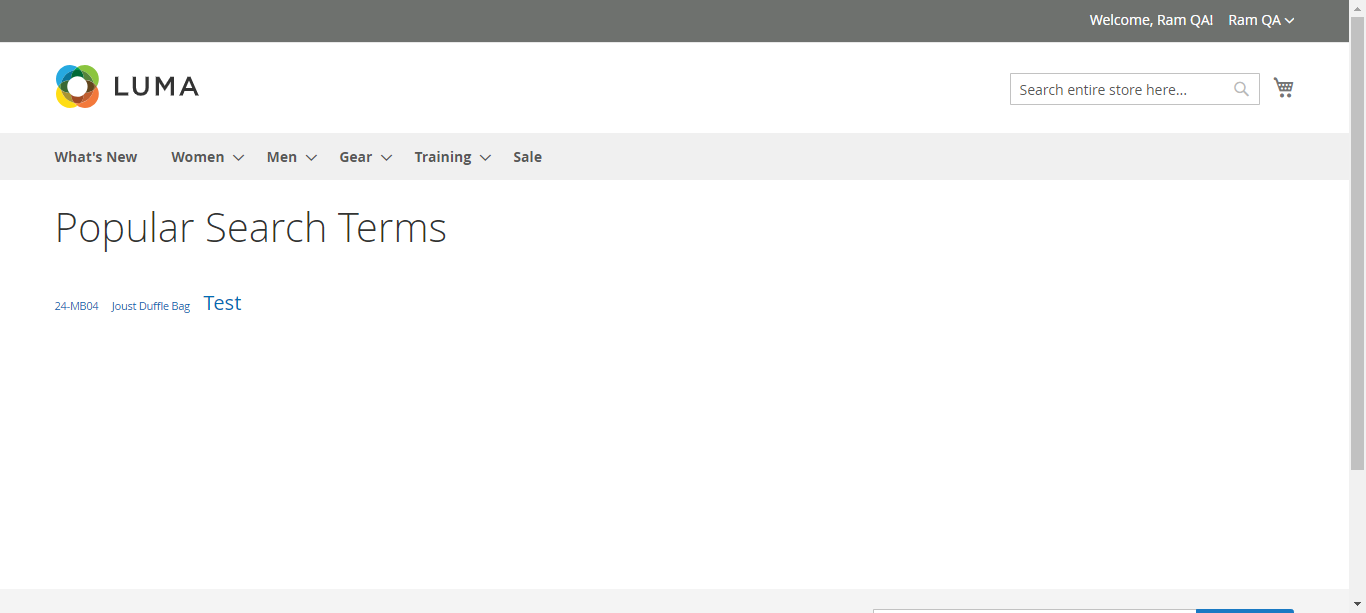 Welcome, Ram QA! Ram QA
LUMA
Search entire store here...
What's New Women Men Gear Training Sale
Popular Search Terms
24-MB04 Joust Duffle Bag Test